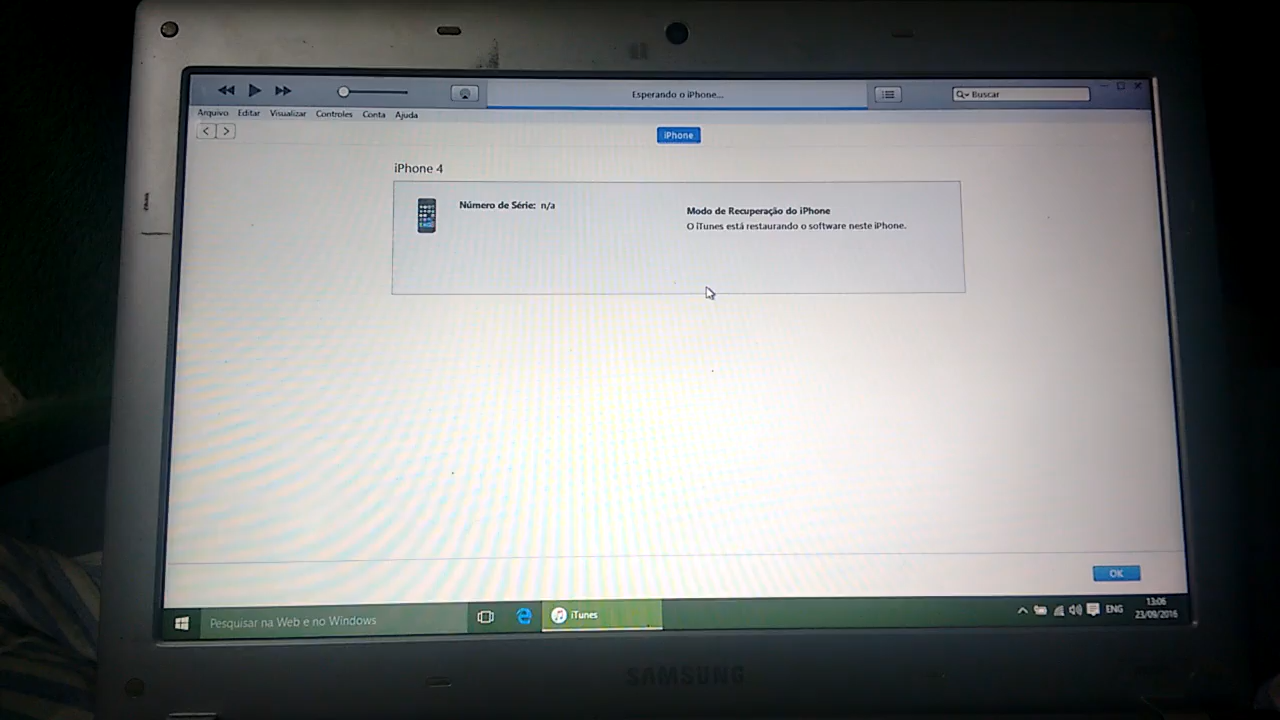 Esperando o iPhone...
Buscar
Arquivo Editar Visualizar Controles Conta Ajuda
iPhone
iPhone 4
Número de Série: n/a
Modo de Recuperação do iPhone
O iTunes está restaurando o software neste iPhone.
OK
Pesquisar na Web e no Windows
iTunes
ENG
13:06
23/09/2016
SAMSUNG